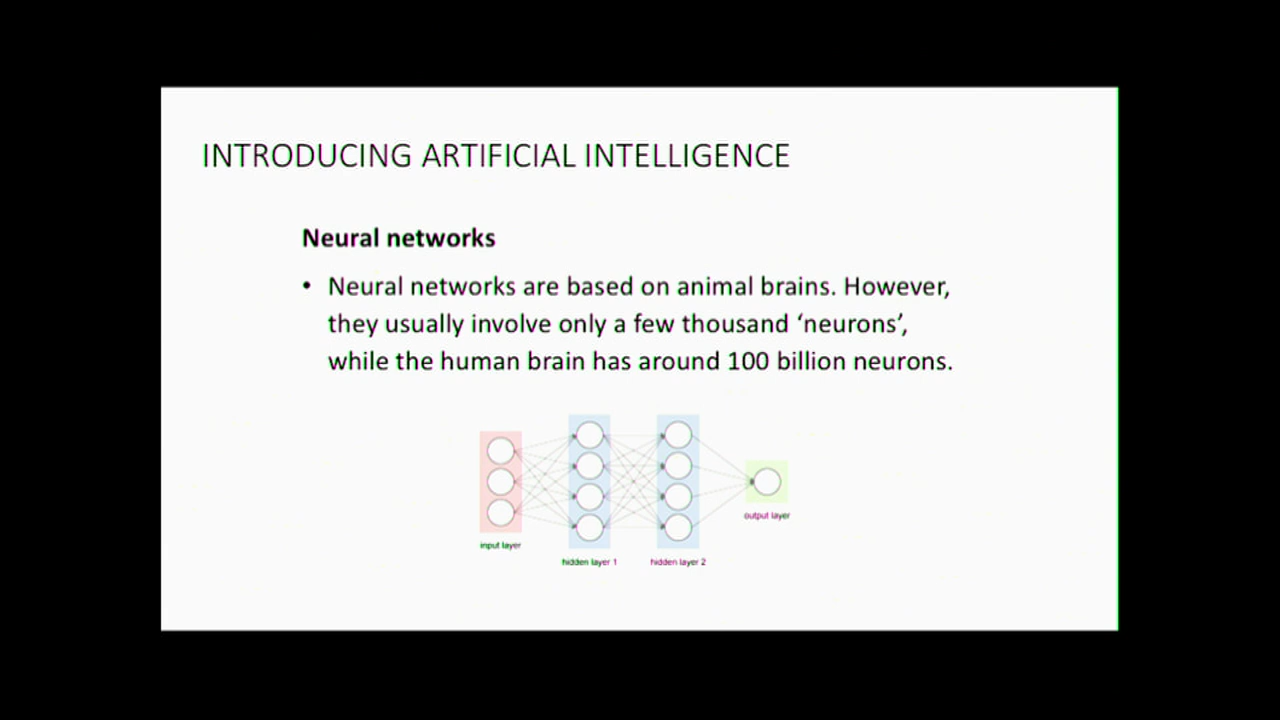 INTRODUCING ARTIFICIAL INTELLIGENCE
Neural networks
• Neural networks are based on animal brains. However,
they usually involve only a few thousand ‘neurons’,
while the human brain has around 100 billion neurons.
input layer
hidden layer 1
hidden layer 2
output layer